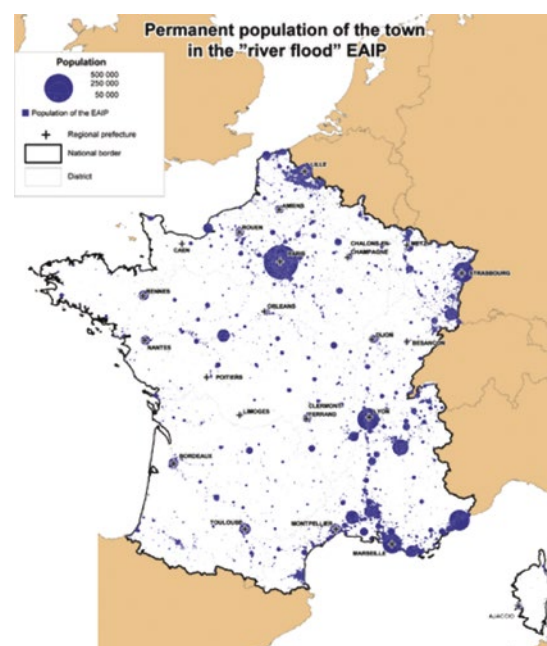 Permanent population of the town
in the "river flood" EAIP
Population
500 000
250 000
50 000
Population of the EAIP
Regional prefecture
National border
District
LILLE
AMIENS
ROUEN
CAEN
PARIS
CHALONS-EN-
CHAMPAGNE
METZ
STRASBOURG
RENNES
ORLEANS
NANTES
DIJON
BESANCON
POITIERS
LIMOGES
CLERMONT
FERRAND
YON
BORDEAUX
TOULOUSE
MONTPELLIER
MARSEILLE
AJACCIO